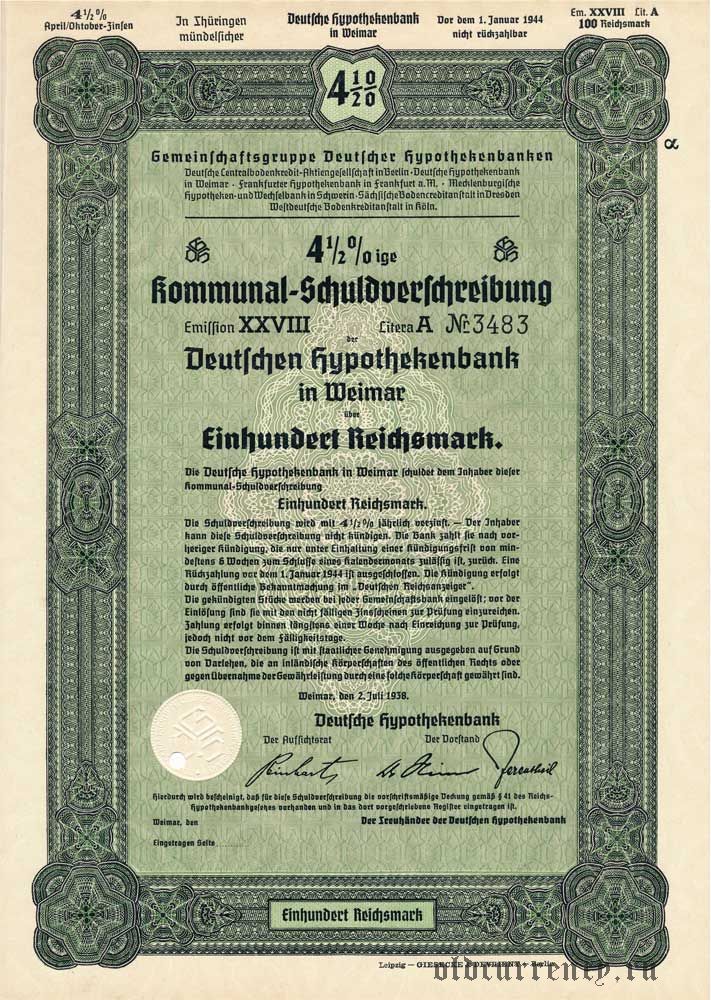 4½% In Thüringen Deutsche Hypothekenbank Vor dem 1. Januar 1944 Em. XXVIII Lit. A
April/Oktober-Zinsen mündelsicher in Weimar nicht rückzahlbar 100 Reichsmark
4 10/20
α
Gemeinschaftsgruppe Deutscher Hypothekenbanken
Deutsche Centralbodenkredit-Aktiengesellschaft in Berlin · Deutsche Hypothekenbank
in Weimar · Frankfurter Hypothekenbank in Frankfurt a.M. · Mecklenburgische
Hypotheken- und Wechselbank in Schwerin · Sächsische Bodencreditanstalt in Dresden
Westdeutsche Bodenkreditanstalt in Köln.
4½% ige
Kommunal-Schuldverschreibung
Emission XXVIII Litera A № 3483
der
Deutschen Hypothekenbank
in Weimar
über
Einhundert Reichsmark.
Die Deutsche Hypothekenbank in Weimar schuldet dem Inhaber dieser
Kommunal-Schuldverschreibung
Einhundert Reichsmark.
Die Schuldverschreibung wird mit 4½% jährlich verzinst. — Der Inhaber
kann diese Schuldverschreibung nicht kündigen. Die Bank zahlt sie nach vor-
heriger Kündigung, die nur unter Einhaltung einer Kündigungsfrist von min-
destens 6 Wochen zum Schlusse eines Kalendermonats zulässig ist, zurück. Eine
Rückzahlung vor dem 1. Januar 1944 ist ausgeschlossen. Die Kündigung erfolgt
durch öffentliche Bekanntmachung im „Deutschen Reichsanzeiger".
Die gekündigten Stücke werden bei jeder Gemeinschaftsbank eingelöst; vor der
Einlösung sind sie mit den nicht fälligen Zinsscheinen zur Prüfung einzureichen.
Zahlung erfolgt binnen längstens einer Woche nach Einreichung zur Prüfung,
jedoch nicht vor dem Fälligkeitstage.
Die Schuldverschreibung ist mit staatlicher Genehmigung ausgegeben auf Grund
von Darlehen, die an inländische Körperschaften des öffentlichen Rechts oder
gegen Übernahme der Gewährleistung durch eine solche Körperschaft gewährt sind.
Weimar, den 2. Juli 1938.
Deutsche Hypothekenbank
Der Aufsichtsrat Der Vorstand
Hierdurch wird bescheinigt, daß für diese Schuldverschreibung die vorschriftsmäßige Deckung gemäß § 41 des Reichs-
Hypothekenbankgesetzes vorhanden und in das dort vorgeschriebene Register eingetragen ist.
Weimar, den Der Treuhänder der Deutschen Hypothekenbank
Eingetragen Seite
Einhundert Reichsmark
Leipzig — GIESECKE & DEVRIENT — Berlin
oldcurrency.ru